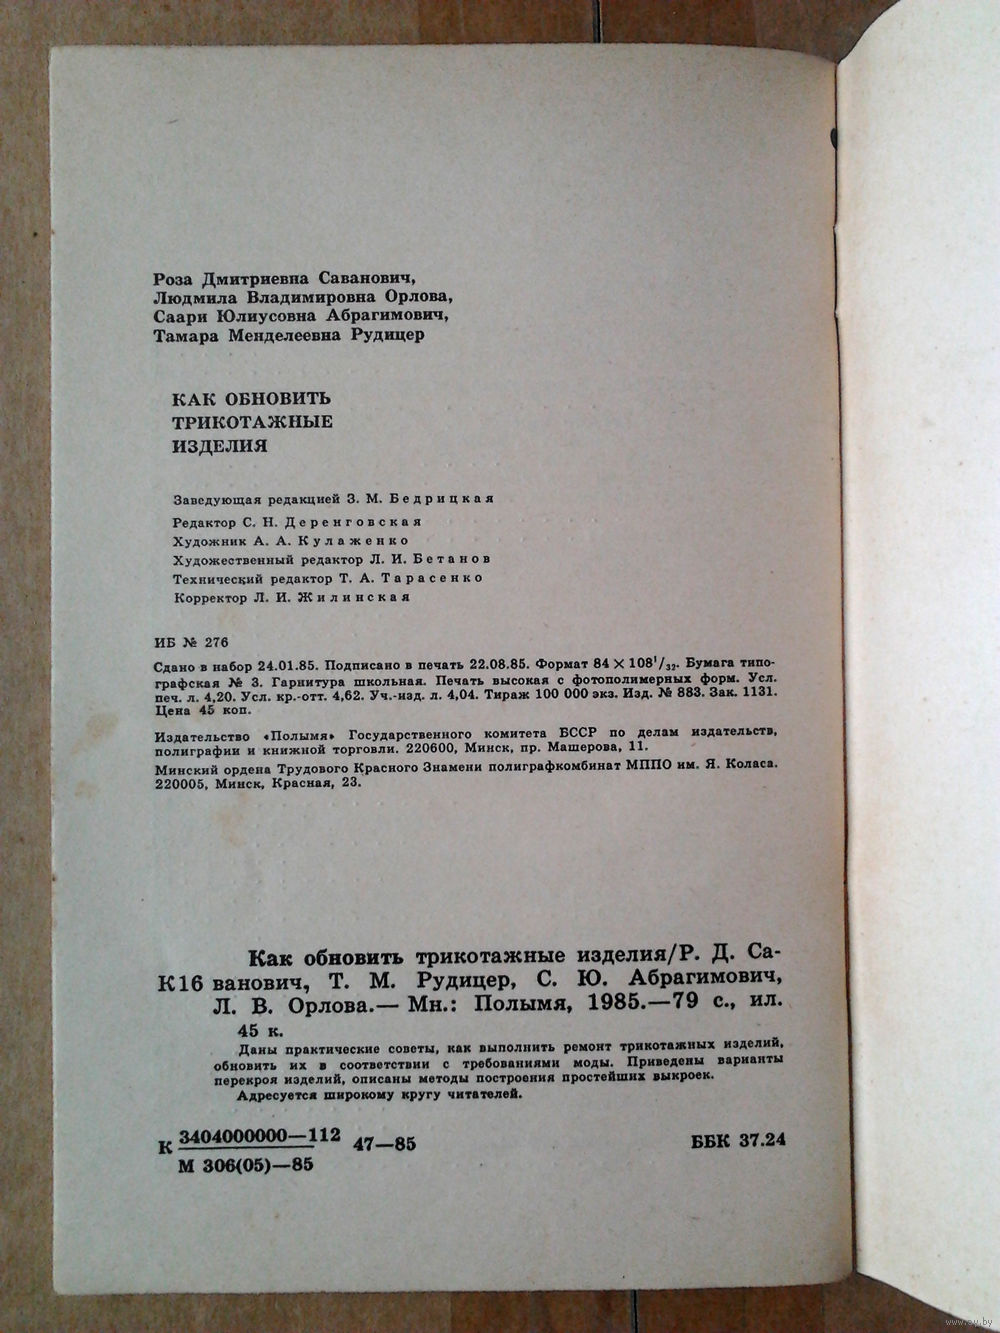 Роза Дмитриевна Саванович,
Людмила Владимировна Орлова,
Саари Юлиусовна Абрагимович,
Тамара Менделеевна Рудицер
КАК ОБНОВИТЬ
ТРИКОТАЖНЫЕ
ИЗДЕЛИЯ
Заведующая редакцией З. М. Бедрицкая
Редактор С. Н. Деренговская
Художник А. А. Кулаженко
Художественный редактор Л. И. Бетанов
Технический редактор Т. А. Тарасенко
Корректор Л. И. Жилинская
ИБ № 276
Сдано в набор 24.01.85. Подписано в печать 22.08.85. Формат 84 × 108¹/₃₂. Бумага типо-
графская № 3. Гарнитура школьная. Печать высокая с фотополимерных форм. Усл.
печ. л. 4,20. Усл. кр.-отт. 4,62. Уч.-изд. л. 4,04. Тираж 100 000 экз. Изд. № 883. Зак. 1131.
Цена 45 коп.
Издательство «Полымя» Государственного комитета БССР по делам издательств,
полиграфии и книжной торговли. 220600, Минск, пр. Машерова, 11.
Минский ордена Трудового Красного Знамени полиграфкомбинат МППО им. Я. Коласа.
220005, Минск, Красная, 23.
Как обновить трикотажные изделия/Р. Д. Са-
К16 ванович, Т. М. Рудицер, С. Ю. Абрагимович,
Л. В. Орлова.— Мн.: Полымя, 1985.—79 с., ил.
45 к.
Даны практические советы, как выполнить ремонт трикотажных изделий,
обновить их в соответствии с требованиями моды. Приведены варианты
перекроя изделий, описаны методы построения простейших выкроек.
Адресуется широкому кругу читателей.
К 3404000000—112 47—85 ББК 37.24
М 306(05)—85
www.ay.by